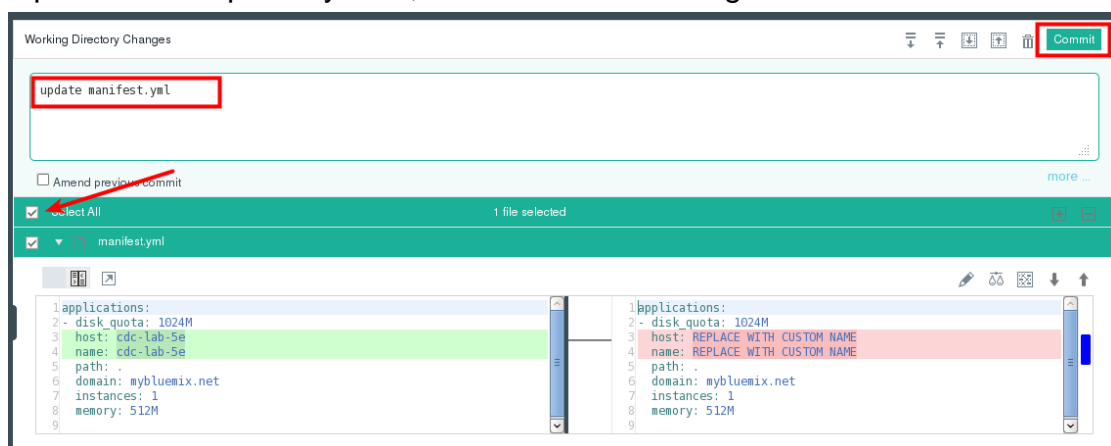 Working Directory Changes
Commit
update manifest.yml
Amend previous commit
more ...
Select All
1 file selected
manifest.yml
1 applications:
2 - disk_quota: 1024M
3 host: cdc-lab-5e
4 name: cdc-lab-5e
5 path: .
6 domain: mybluemix.net
7 instances: 1
8 memory: 512M
9
1 applications:
2 - disk_quota: 1024M
3 host: REPLACE WITH CUSTOM NAME
4 name: REPLACE WITH CUSTOM NAME
5 path: .
6 domain: mybluemix.net
7 instances: 1
8 memory: 512M
9